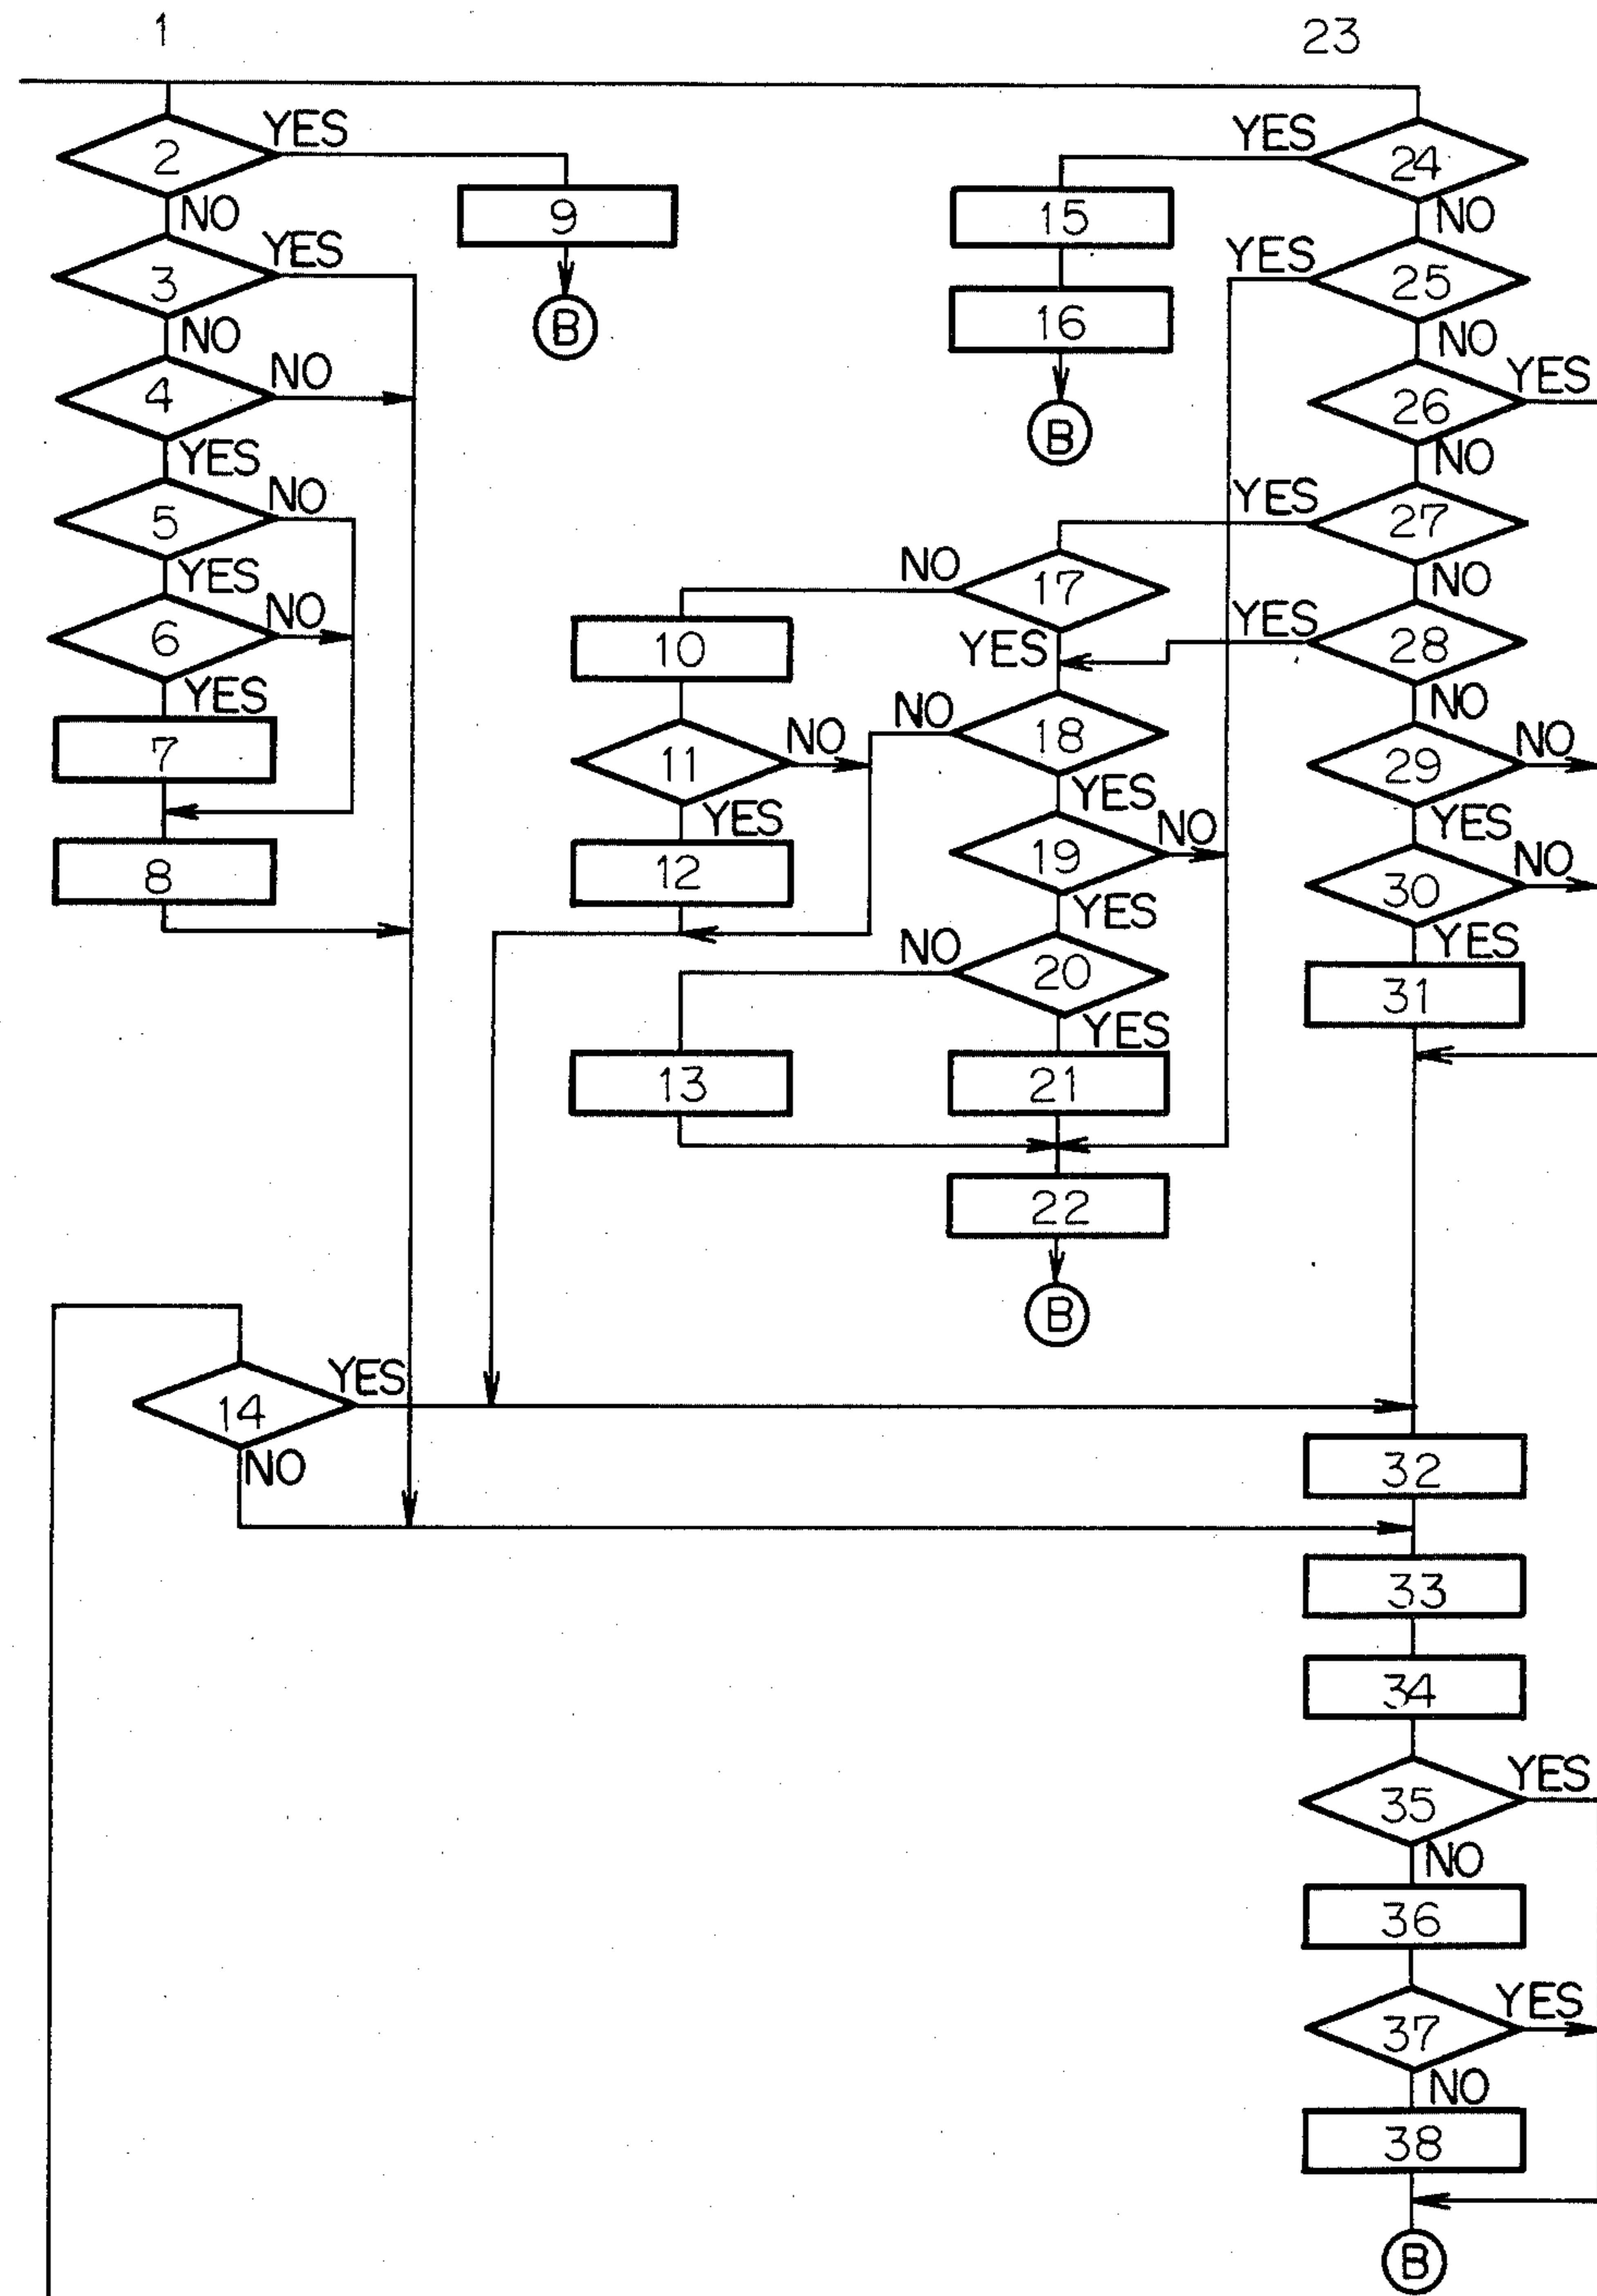 1
23
YES
YES
2
24
9
15
NO
NO
YES
YES
3
25
B
16
NO
NO
NO
YES
4
26
B
YES
NO
NO
YES
5
27
YES
NO
17
NO
NO
YES
6
10
YES
28
YES
NO
NO
7
11
NO
18
29
NO
YES
YES
YES
NO
NO
8
12
19
30
YES
NO
YES
20
31
YES
13
21
22
B
YES
14
NO
32
33
34
YES
35
NO
36
YES
37
NO
38
B